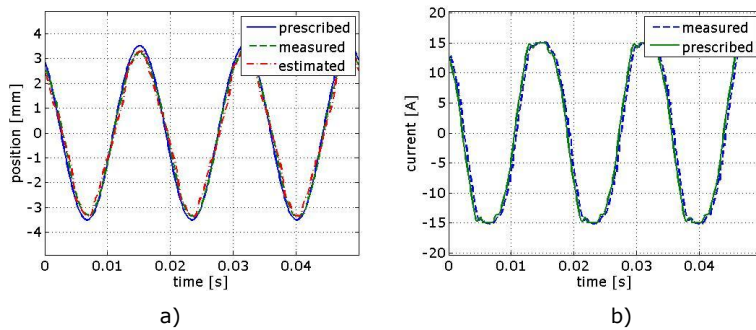 prescribed
measured
estimated
4
3
2
1
0
-1
-2
-3
-4
position [mm]
0 0.01 0.02 0.03 0.04
time [s]
a)
measured
prescribed
20
15
10
5
0
-5
-10
-15
-20
current [A]
0 0.01 0.02 0.03 0.04
time [s]
b)